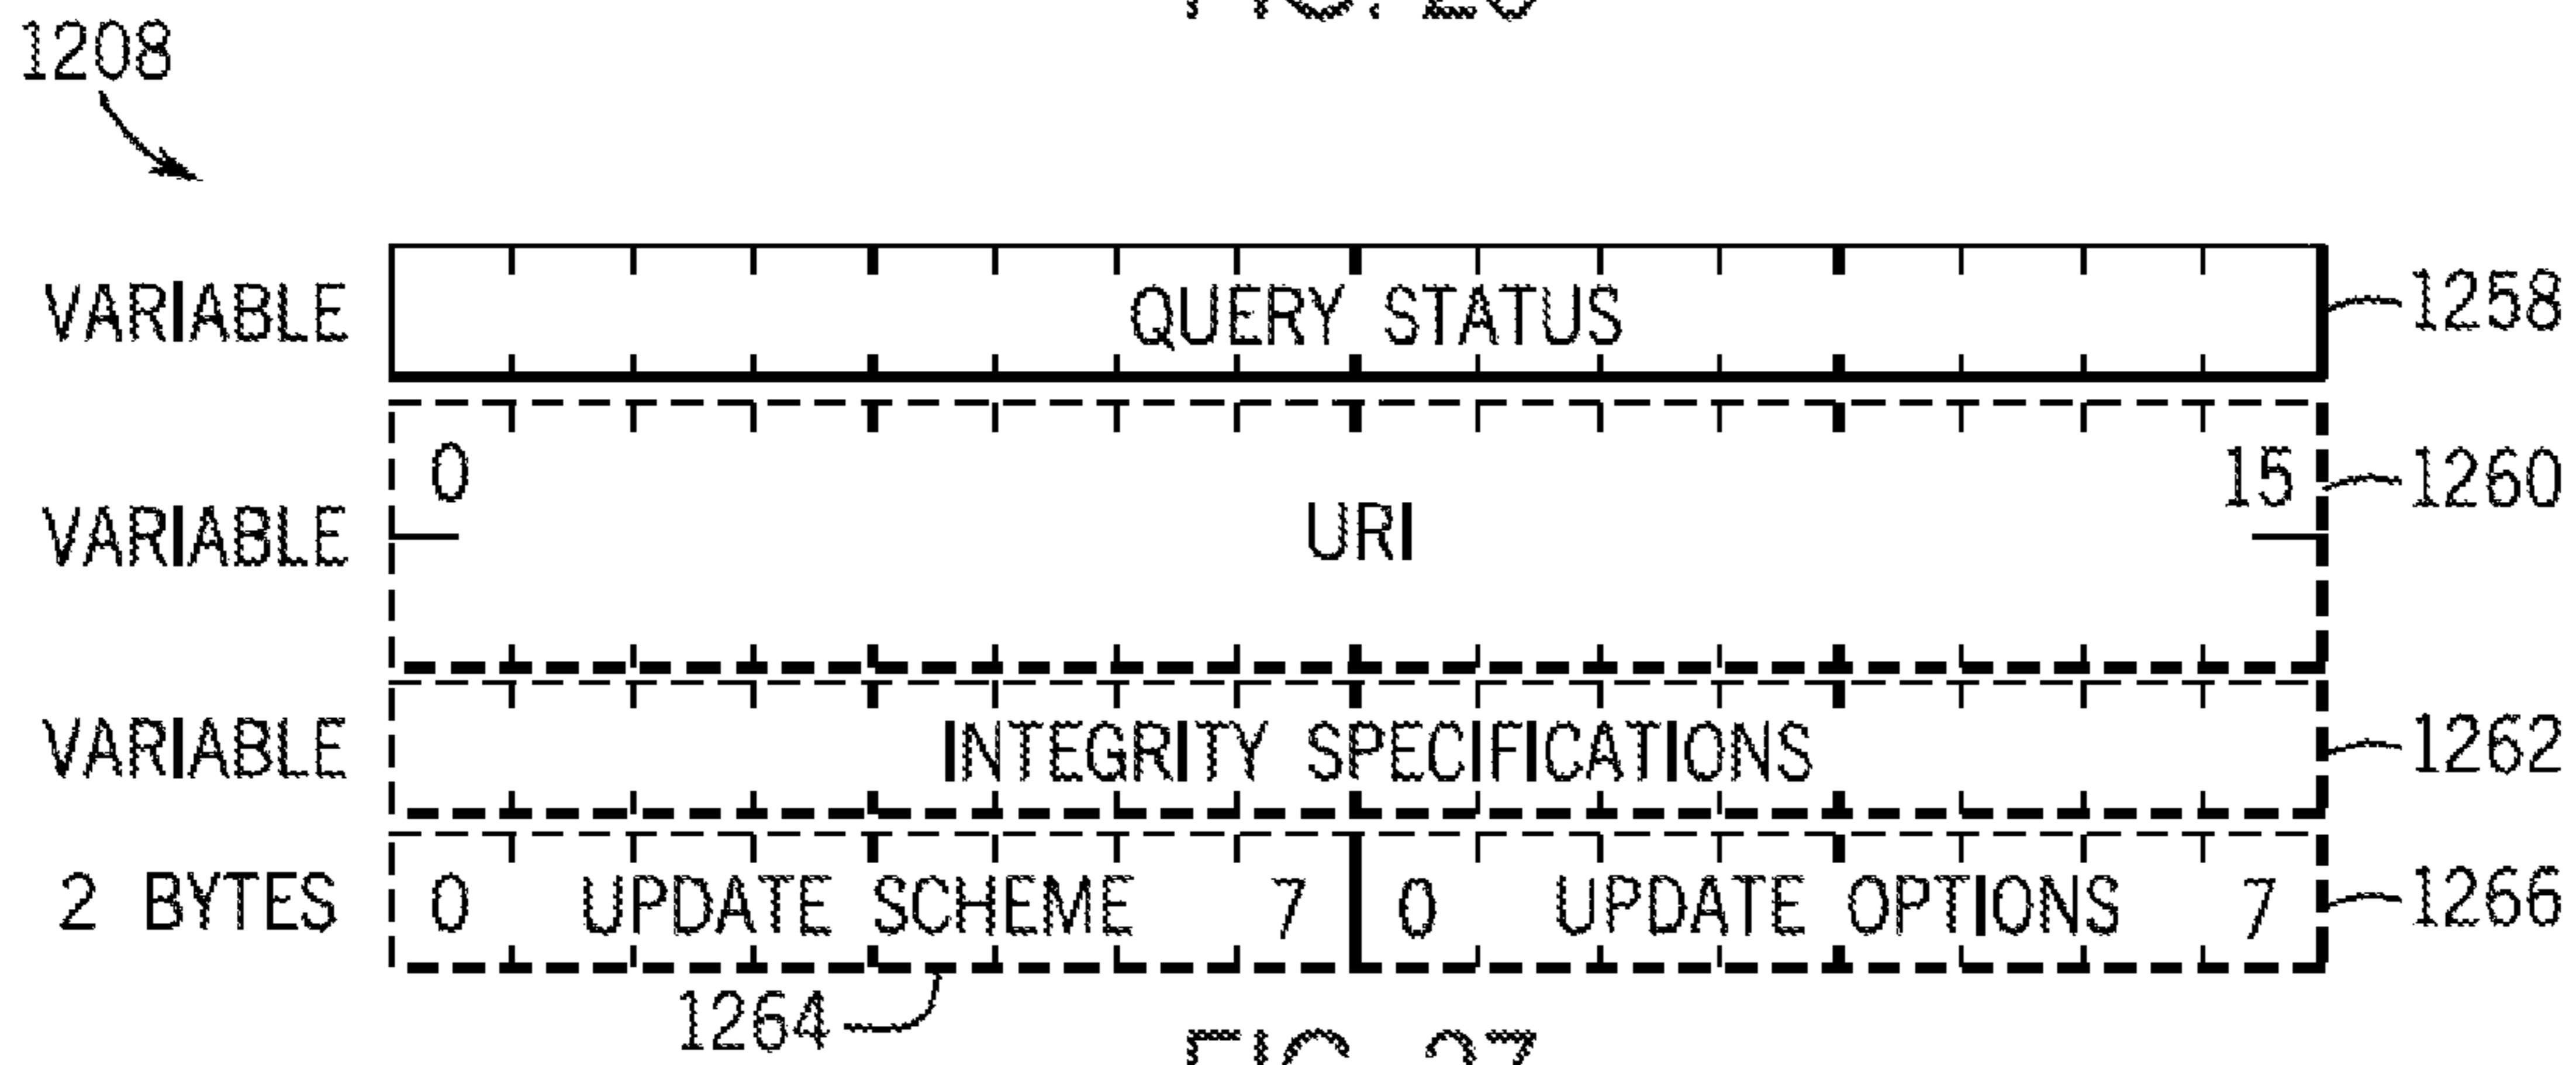 1208
VARIABLE QUERY STATUS 1258
0 15 1260
VARIABLE URI
VARIABLE INTEGRITY SPECIFICATIONS 1262
2 BYTES 0 UPDATE SCHEME 7 0 UPDATE OPTIONS 7 1266
1264